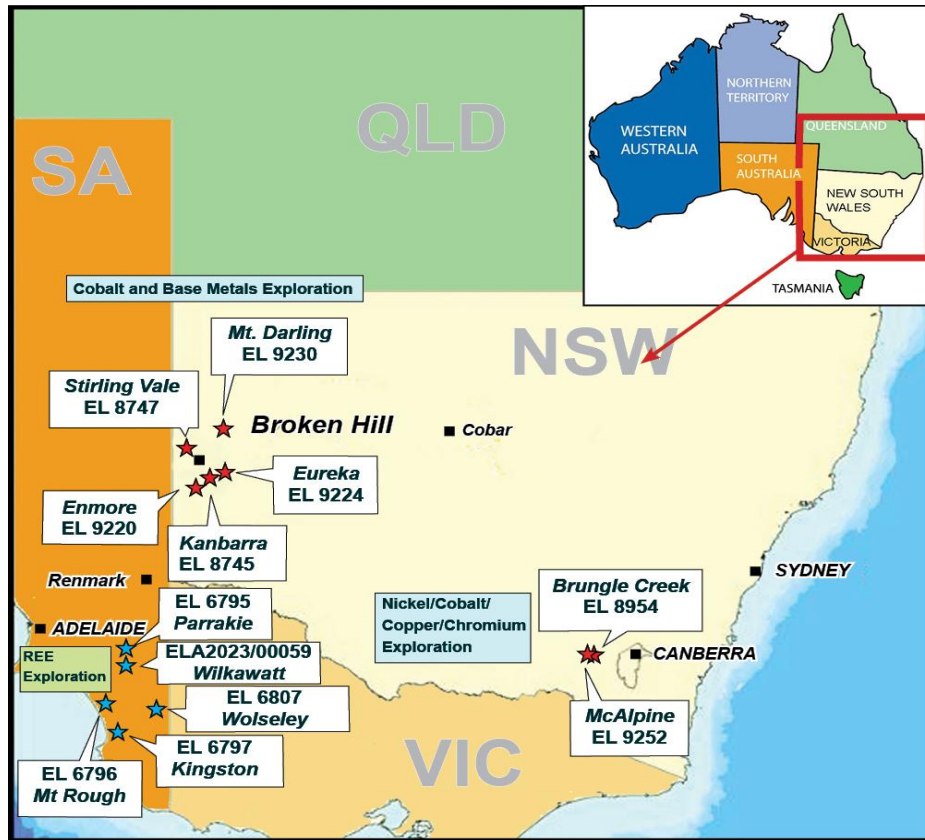 QLD
SA
NSW
VIC
WESTERN
AUSTRALIA
NORTHERN
TERRITORY
QUEENSLAND
SOUTH
AUSTRALIA
NEW SOUTH
WALES
VICTORIA
TASMANIA
Cobalt and Base Metals Exploration
Mt. Darling
EL 9230
Stirling Vale
EL 8747
Broken Hill
Cobar
Eureka
EL 9224
Enmore
EL 9220
Kanbarra
EL 8745
Renmark
SYDNEY
EL 6795
Parrakie
Brungle Creek
EL 8954
Nickel/Cobalt/
Copper/Chromium
Exploration
ADELAIDE
REE
Exploration
ELA2023/00059
Wilkawatt
CANBERRA
EL 6807
Wolseley
McAlpine
EL 9252
EL 6797
Kingston
EL 6796
Mt Rough